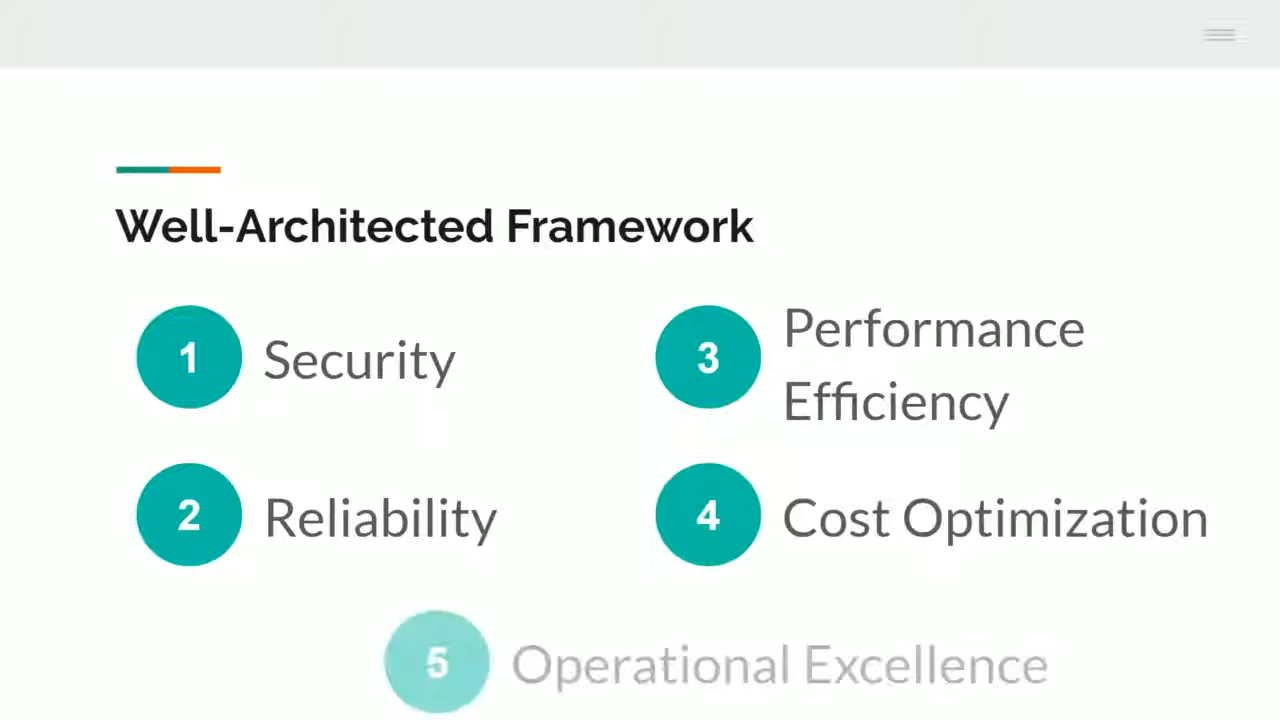 Well-Architected Framework
1 Security
2 Reliability
3 Performance
Efficiency
4 Cost Optimization
5 Operational Excellence